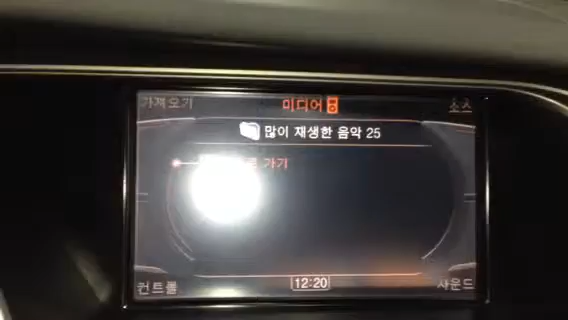 가져오기 미디어 소스
많이 재생한 음악 25
가기
컨트롤 12:20 사운드